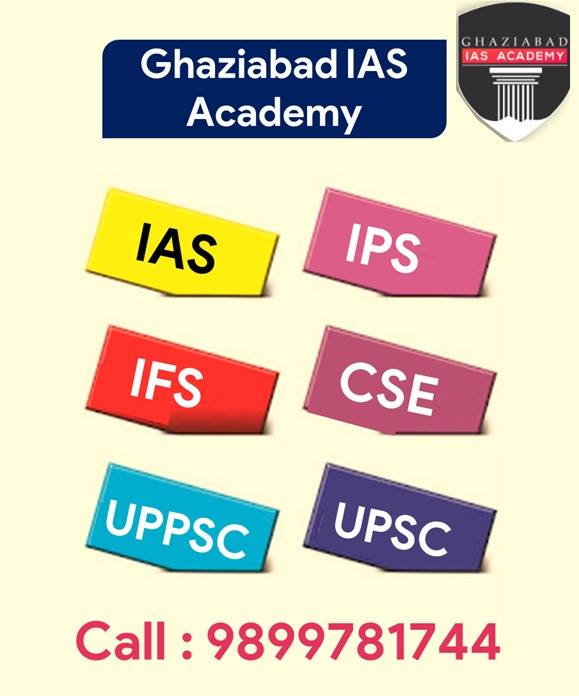 Ghaziabad IAS
Academy
GHAZIABAD
IAS ACADEMY
IAS
IPS
IFS
CSE
UPPSC
UPSC
Call : 9899781744